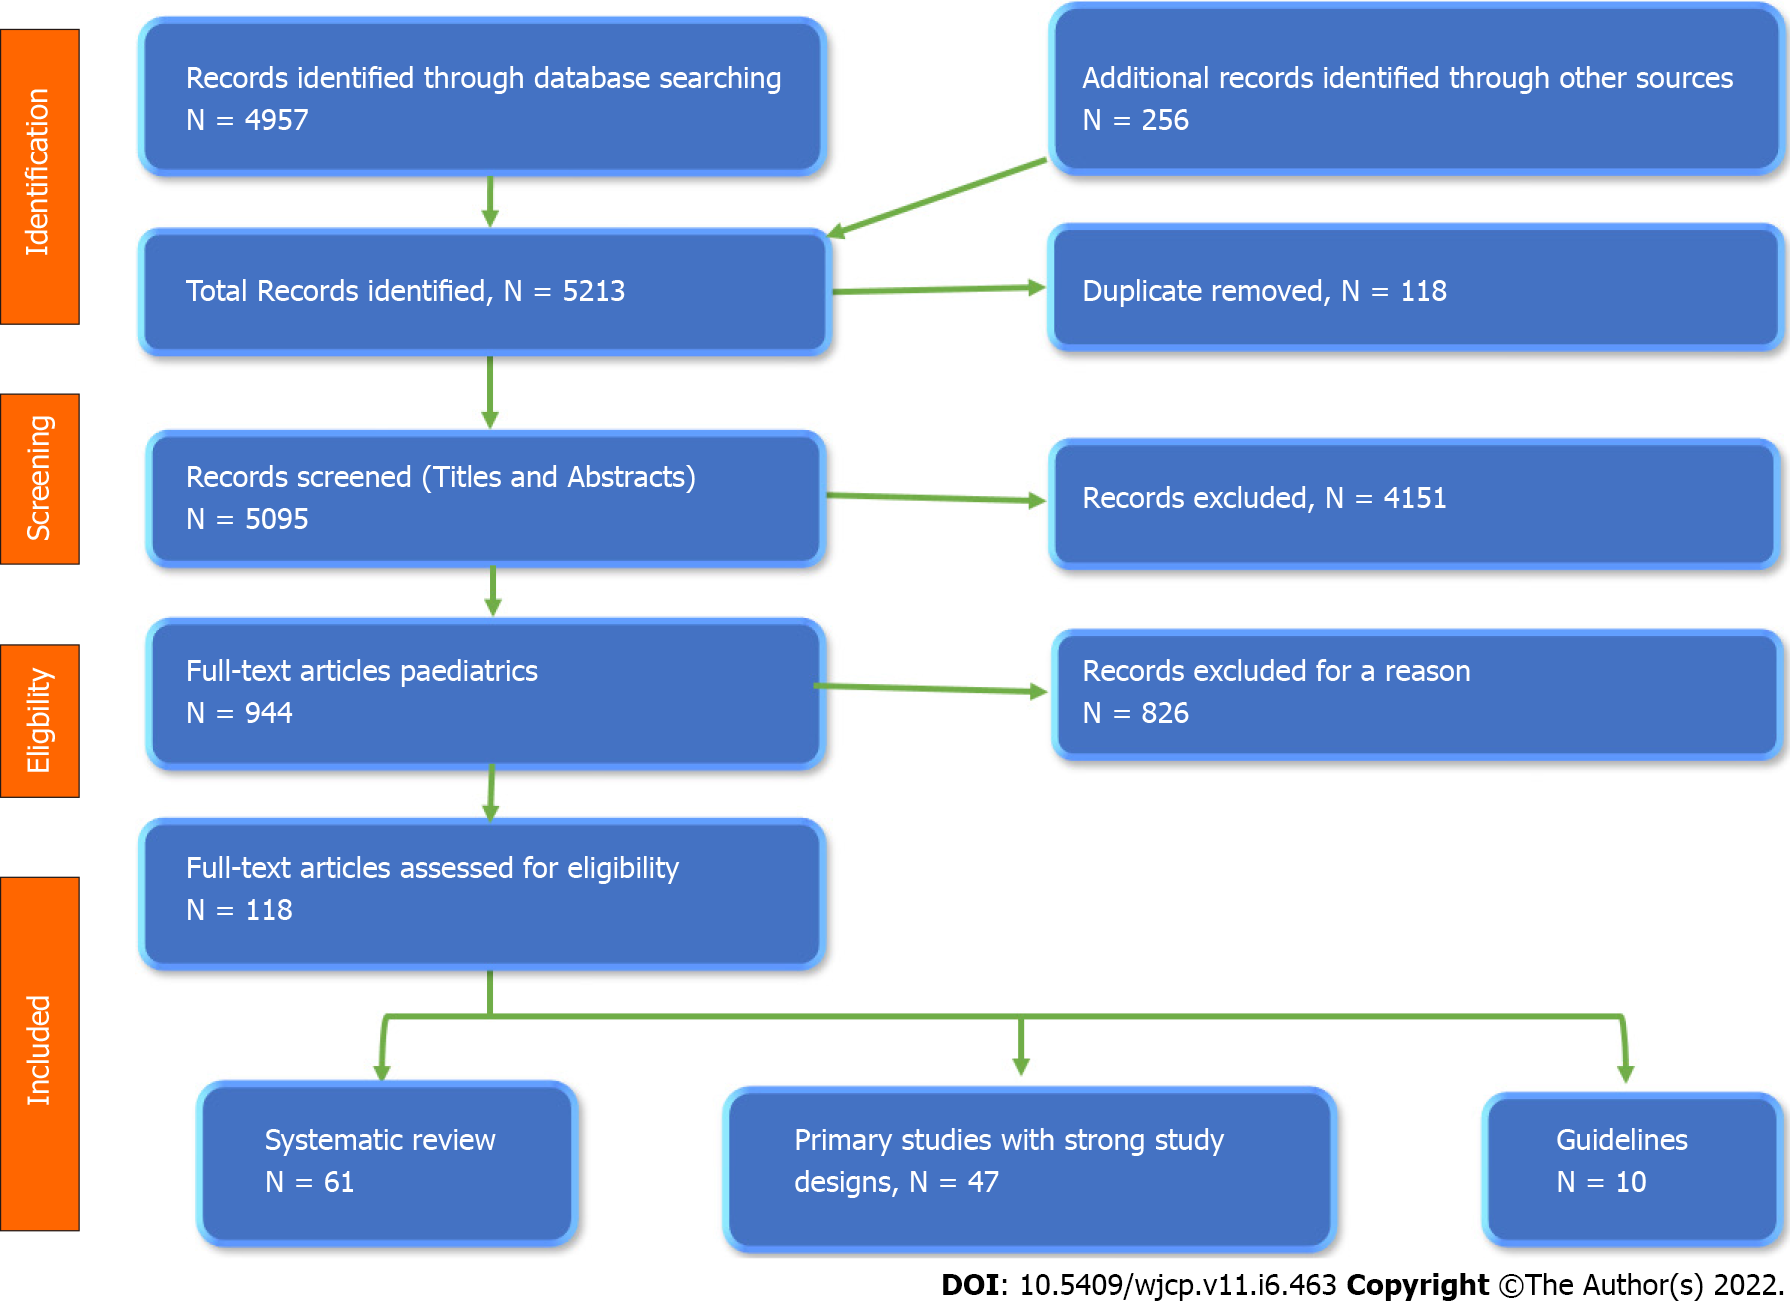 Identification
Records identified through database searching
N = 4957
Additional records identified through other sources
N = 256
Total Records identified, N = 5213
Duplicate removed, N = 118
Screening
Records screened (Titles and Abstracts)
N = 5095
Records excluded, N = 4151
Eligibility
Full-text articles paediatrics
N = 944
Records excluded for a reason
N = 826
Included
Full-text articles assessed for eligibility
N = 118
Systematic review
N = 61
Primary studies with strong study
designs, N = 47
Guidelines
N = 10
DOI: 10.5409/wjcp.v11.i6.463 Copyright ©The Author(s) 2022.